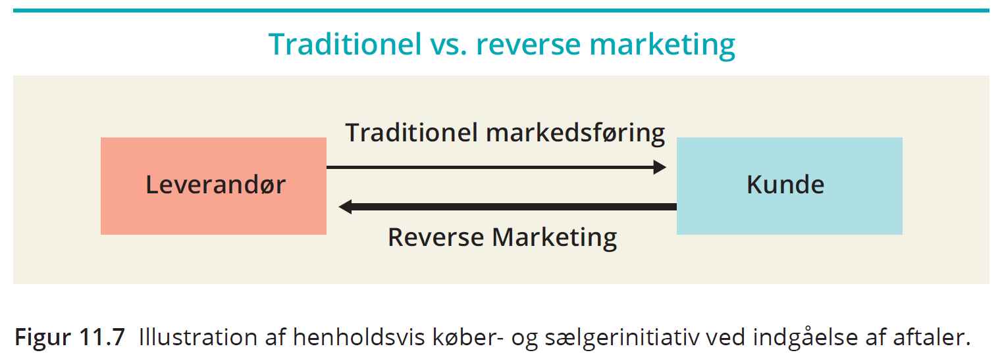 Traditionel vs. reverse marketing
Traditionel markedsføring
Leverandør
Kunde
Reverse Marketing
Figur 11.7 Illustration af henholdsvis køber- og sælgerinitiativ ved indgåelse af aftaler.